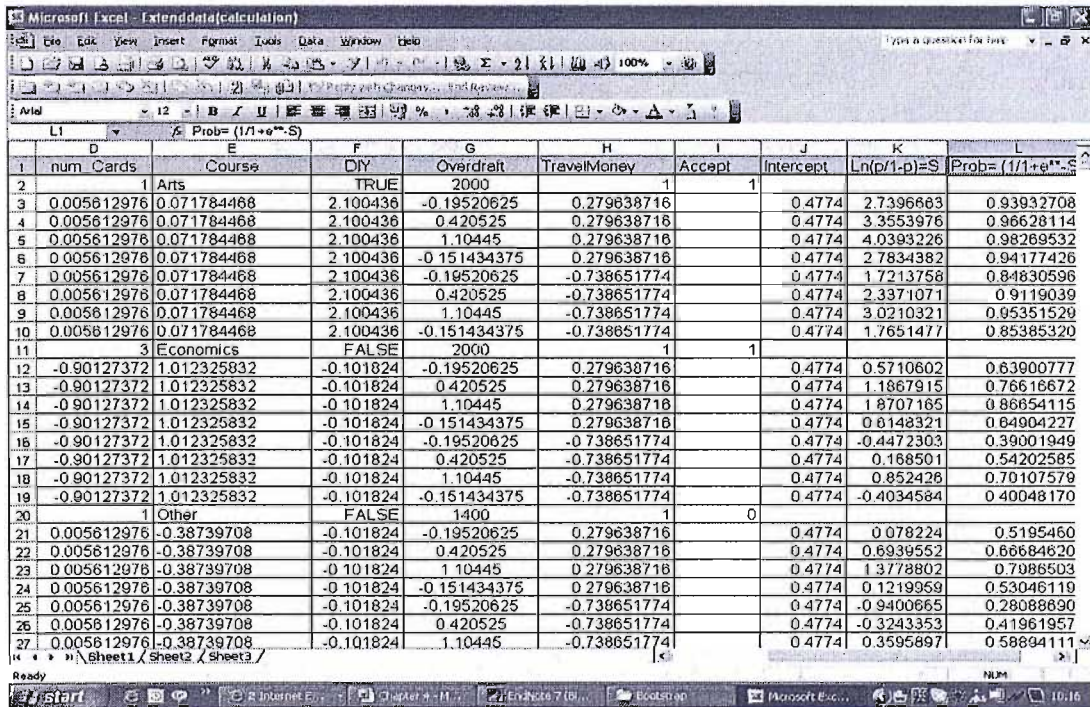 Microsoft Excel - Extenddata(calculation)
File Edit View Insert Format Tools Data Window Help Type a question for help
100%
Reply with Changes... End Review...
Arial 12 B I U
L1 Prob= (1/1+e**-S)
D E F G H I J K L
1 num_Cards Course DIY Overdraft TravelMoney Accept Intercept Ln(p/1-p)=S Prob= (1/1+e**-S
2 1 Arts TRUE 2000 1 1
3 0.005612976 0.071784468 2.100436 -0.19520625 0.279638716 0.4774 2.7396663 0.93932708
4 0.005612976 0.071784468 2.100436 0.420525 0.279638716 0.4774 3.3553976 0.96628114
5 0.005612976 0.071784468 2.100436 1.10445 0.279638716 0.4774 4.0393226 0.98269532
6 0.005612976 0.071784468 2.100436 -0.151434375 0.279638716 0.4774 2.7834382 0.94177426
7 0.005612976 0.071784468 2.100436 -0.19520625 -0.738651774 0.4774 1.7213758 0.84830596
8 0.005612976 0.071784468 2.100436 0.420525 -0.738651774 0.4774 2.3371071 0.9119039
9 0.005612976 0.071784468 2.100436 1.10445 -0.738651774 0.4774 3.0210321 0.95351529
10 0.005612976 0.071784468 2.100436 -0.151434375 -0.738651774 0.4774 1.7651477 0.85385320
11 3 Economics FALSE 2000 1 1
12 -0.90127372 1.012325832 -0.101824 -0.19520625 0.279638716 0.4774 0.5710602 0.63900777
13 -0.90127372 1.012325832 -0.101824 0.420525 0.279638716 0.4774 1.1867915 0.76616672
14 -0.90127372 1.012325832 -0.101824 1.10445 0.279638716 0.4774 1.8707165 0.86654115
15 -0.90127372 1.012325832 -0.101824 -0.151434375 0.279638716 0.4774 0.6148321 0.64904227
16 -0.90127372 1.012325832 -0.101824 -0.19520625 -0.738651774 0.4774 -0.4472303 0.39001949
17 -0.90127372 1.012325832 -0.101824 0.420525 -0.738651774 0.4774 0.168501 0.54202585
18 -0.90127372 1.012325832 -0.101824 1.10445 -0.738651774 0.4774 0.852426 0.70107579
19 -0.90127372 1.012325832 -0.101824 -0.151434375 -0.738651774 0.4774 -0.4034584 0.40048170
20 1 Other FALSE 1400 1 0
21 0.005612976 -0.38739708 -0.101824 -0.19520625 0.279638716 0.4774 0.078224 0.5195460
22 0.005612976 -0.38739708 -0.101824 0.420525 0.279638716 0.4774 0.6939552 0.66684620
23 0.005612976 -0.38739708 -0.101824 1.10445 0.279638716 0.4774 1.3778802 0.7986503
24 0.005612976 -0.38739708 -0.101824 -0.151434375 0.279638716 0.4774 0.1219959 0.53046119
25 0.005612976 -0.38739708 -0.101824 -0.19520625 -0.738651774 0.4774 -0.9400665 0.28088690
26 0.005612976 -0.38739708 -0.101824 0.420525 -0.738651774 0.4774 -0.3243353 0.41961957
27 0.005612976 -0.38739708 -0.101824 1.10445 -0.738651774 0.4774 0.3595897 0.58894111
Sheet1 Sheet2 Sheet3
Ready NUM
start 2 Internet E... Chapter 4 - M... EndNote 7 (Bi... Bootstrap Microsoft Exc... 10:16